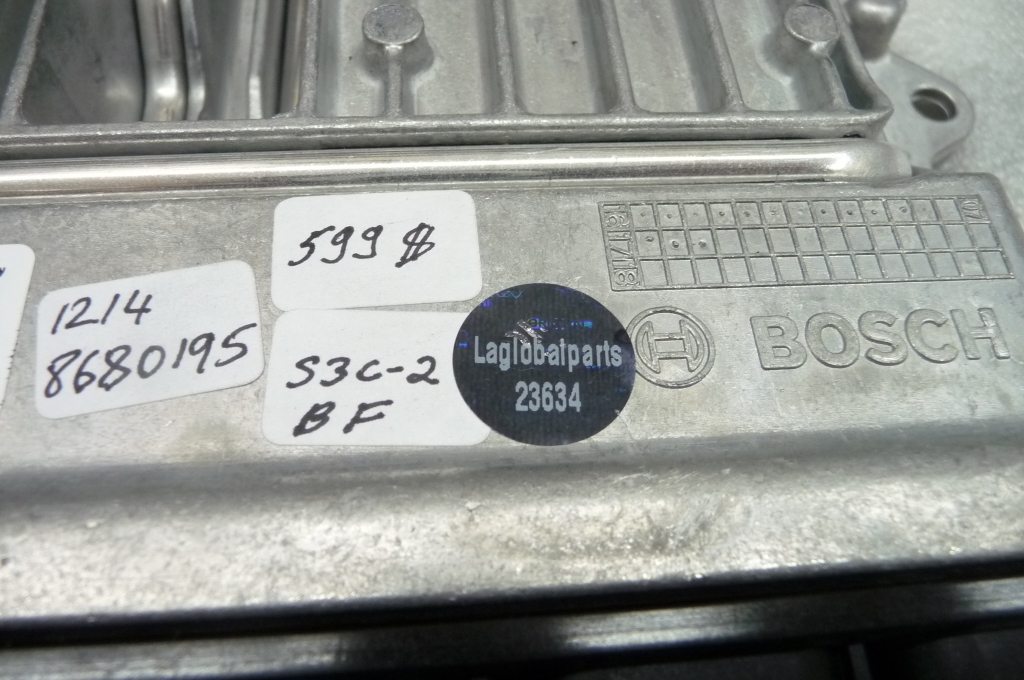 599 $
1214
8680195
S3C-2
BF
Laglobalparts
23634
BOSCH